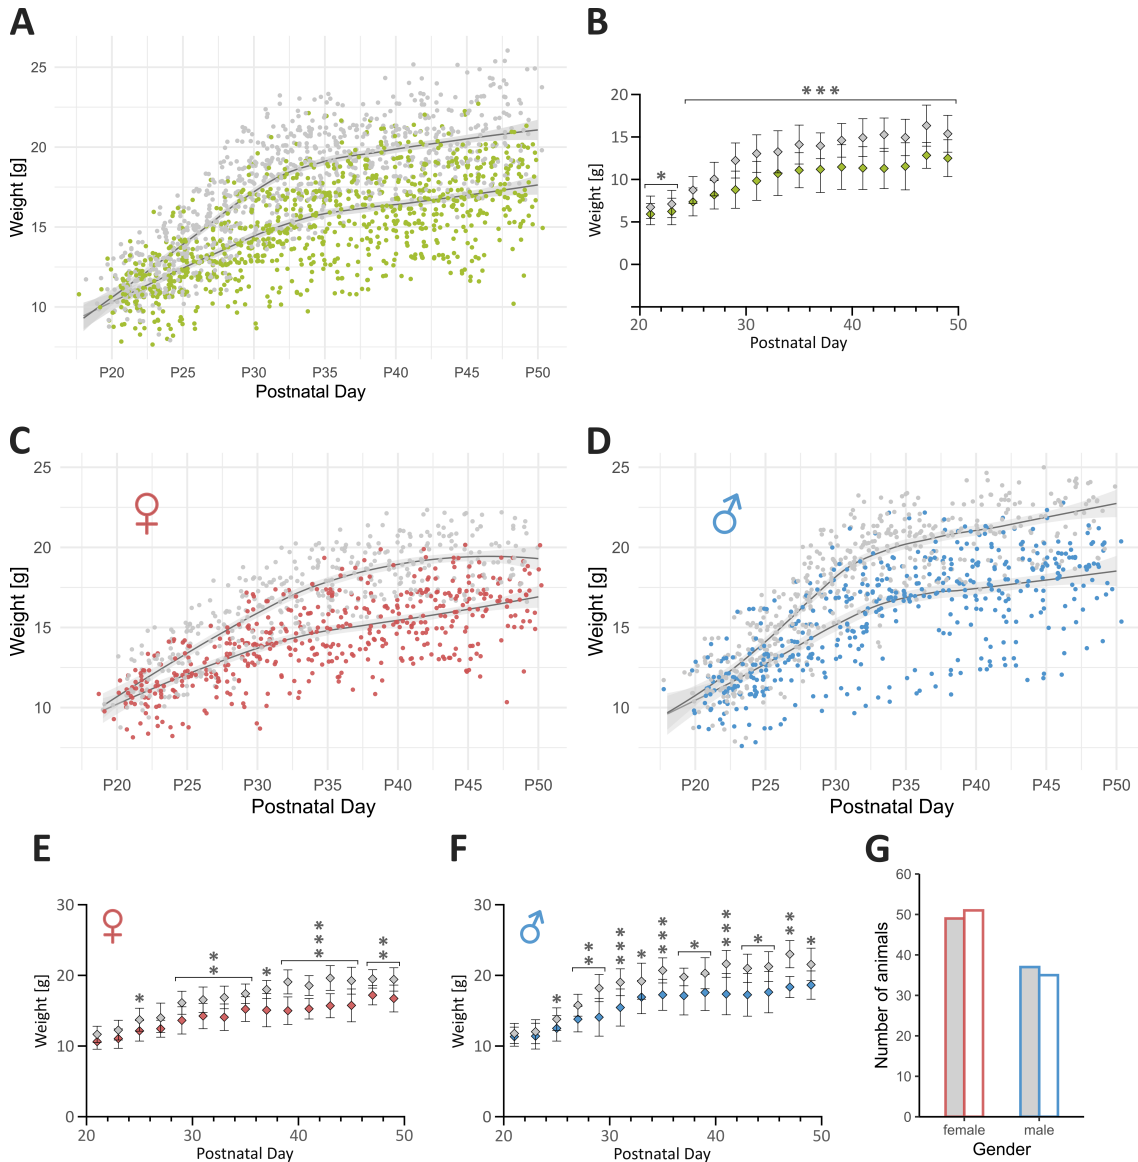 A
B
25
20
15
10
Weight [g]
P20 P25 P30 P35 P40 P45 P50
Postnatal Day
***
*
20
15
10
5
0
Weight [g]
20 30 40 50
Postnatal Day
C
D
♀
25
20
15
10
Weight [g]
P20 P25 P30 P35 P40 P45 P50
Postnatal Day
♂
25
20
15
10
Weight [g]
P20 P25 P30 P35 P40 P45 P50
Postnatal Day
E
F
G
♀
30
20
10
0
Weight [g]
* ** * *** **
20 30 40 50
Postnatal Day
♂
30
20
10
0
Weight [g]
* ** *** * *** * *** * ** *
20 30 40 50
Postnatal Day
60
50
40
30
20
10
0
Number of animals
female male
Gender